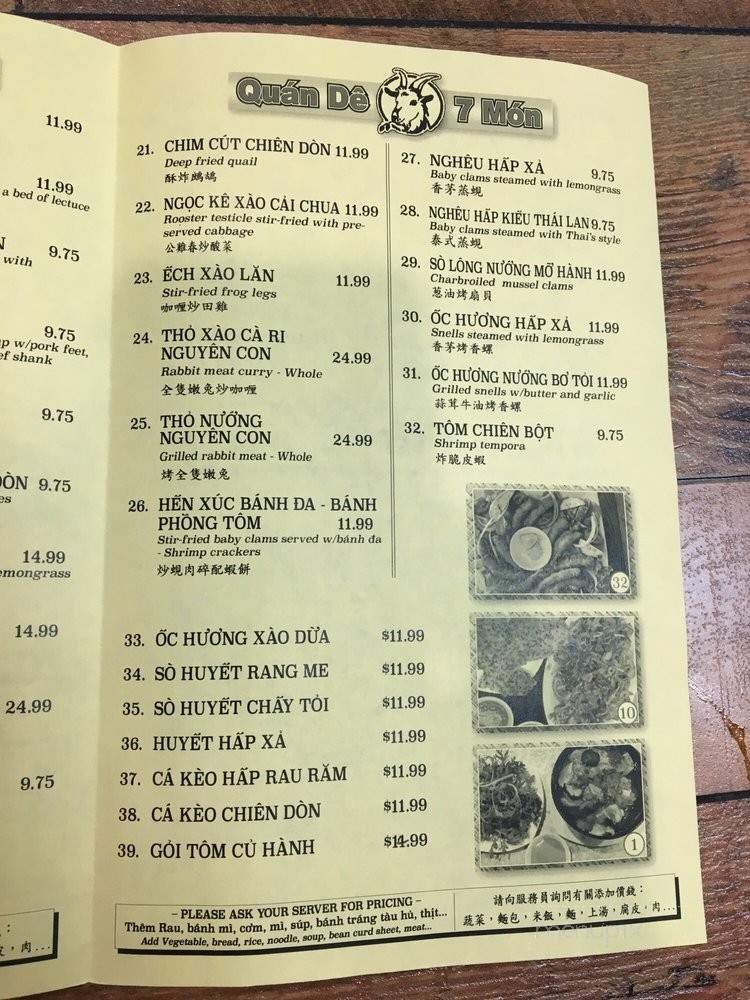 11.99
11.99
a bed of lectuce
9.75
with
9.75
p w/pork feet,
ef shank
9.75
ÒN 9.75
es
14.99
emongrass
14.99
24.99
9.75
Quán Dê 7 Món
21. CHIM CÚT CHIÊN DÒN 11.99
Deep fried quail
酥炸鵪鶉
22. NGỌC KÊ XÀO CẢI CHUA 11.99
Rooster testicle stir-fried with pre-
served cabbage
公雞春炒酸菜
23. ẾCH XÀO LĂN 11.99
Stir-fried frog legs
咖喱炒田雞
24. THỎ XÀO CÀ RI
NGUYÊN CON 24.99
Rabbit meat curry - Whole
全隻嫩兔炒咖喱
25. THỎ NƯỚNG
NGUYÊN CON 24.99
Grilled rabbit meat - Whole
烤全隻嫩兔
26. HẾN XÚC BÁNH ĐA - BÁNH
PHỒNG TÔM 11.99
Stir-fried baby clams served w/bánh đa
- Shrimp crackers
炒蜆肉碎配蝦餅
27. NGHÊU HẤP XẢ 9.75
Baby clams steamed with lemongrass
香茅蒸蜆
28. NGHÊU HẤP KIỂU THÁI LAN 9.75
Baby clams steamed with Thai's style
泰式蒸蜆
29. SÒ LÔNG NƯỚNG MỠ HÀNH 11.99
Charbroiled mussel clams
葱油烤扇貝
30. ỐC HƯƠNG HẤP XẢ 11.99
Snells steamed with lemongrass
香茅烤香螺
31. ỐC HƯƠNG NƯỚNG BƠ TỎI 11.99
Grilled snells w/butter and garlic
蒜茸牛油烤香螺
32. TÔM CHIÊN BỘT 9.75
Shrimp tempora
炸脆皮蝦
32
10
1
33. ỐC HƯƠNG XÀO DỪA $11.99
34. SÒ HUYẾT RANG ME $11.99
35. SÒ HUYẾT CHẤY TỎI $11.99
36. HUYẾT HẤP XẢ $11.99
37. CÁ KÈO HẤP RAU RĂM $11.99
38. CÁ KÈO CHIÊN DÒN $11.99
39. GỎI TÔM CỦ HÀNH $14.99
- PLEASE ASK YOUR SERVER FOR PRICING -
Thêm Rau, bánh mì, cơm, mì, súp, bánh tráng tàu hủ, thịt...
Add Vegetable, bread, rice, noodle, soup, bean curd sheet, meat...
請向服務員詢問有關添加價錢：
蔬菜，麵包，米飯，麵，上湯，腐皮，肉...
：
皮，肉...